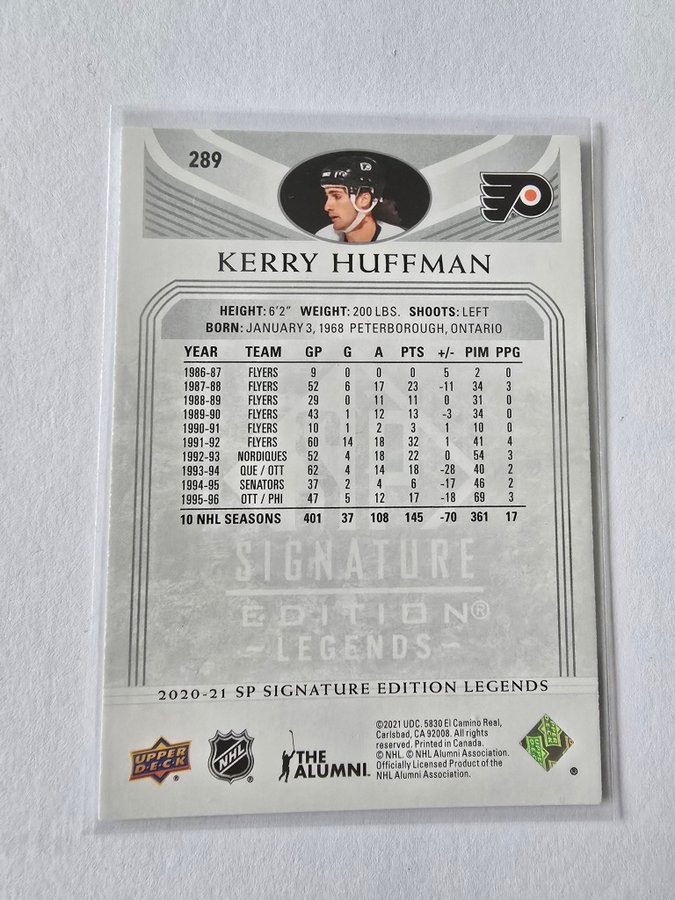 289
KERRY HUFFMAN
HEIGHT: 6'2" WEIGHT: 200 LBS. SHOOTS: LEFT
BORN: JANUARY 3, 1968 PETERBOROUGH, ONTARIO
YEAR TEAM GP G A PTS +/- PIM PPG
1986-87 FLYERS 9 0 0 0 5 2 0
1987-88 FLYERS 52 6 17 23 -11 34 3
1988-89 FLYERS 29 0 11 11 0 31 0
1989-90 FLYERS 43 1 12 13 -3 34 0
1990-91 FLYERS 10 1 2 3 1 10 0
1991-92 FLYERS 60 14 18 32 1 41 4
1992-93 NORDIQUES 52 4 18 22 0 54 3
1993-94 QUE / OTT 62 4 14 18 -28 40 2
1994-95 SENATORS 37 2 4 6 -17 46 2
1995-96 OTT / PHI 47 5 12 17 -18 69 3
10 NHL SEASONS 401 37 108 145 -70 361 17
SP
SIGNATURE
EDITION®
-LEGENDS-
2020-21 SP SIGNATURE EDITION LEGENDS
UPPER
DECK®
NHL®
THE
ALUMNI.
©2021 UDC. 5830 El Camino Real,
Carlsbad, CA 92008. All rights
reserved. Printed in Canada.
© NHL. © NHL Alumni Association.
Officially Licensed Product of the
NHL Alumni Association.
®